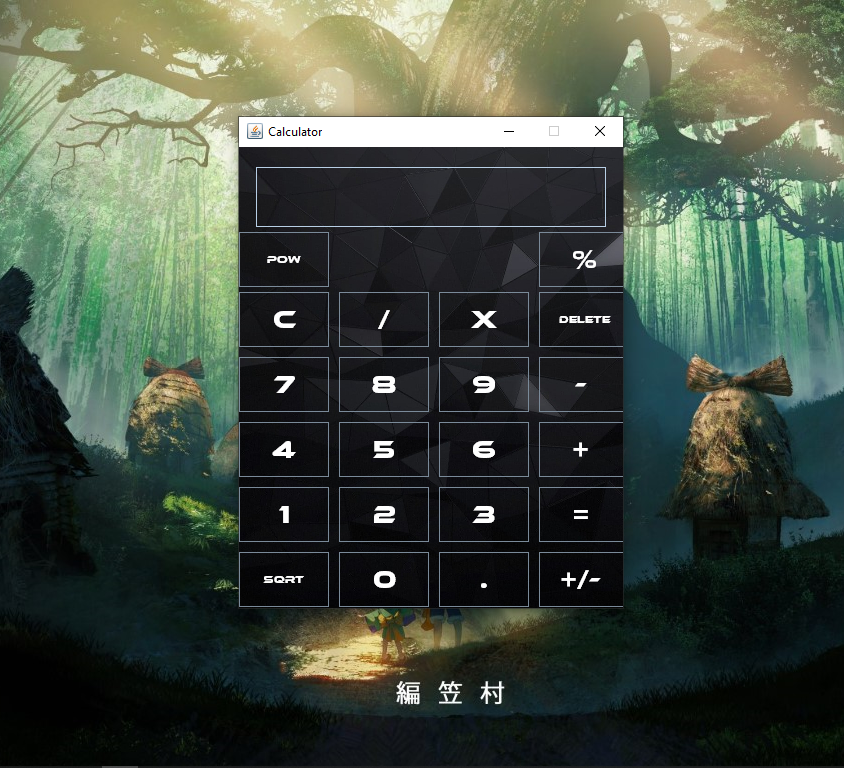 Calculator
POW %
C / X DELETE
7 8 9 -
4 5 6 +
1 2 3 =
SQRT 0 . +/-
編笠村